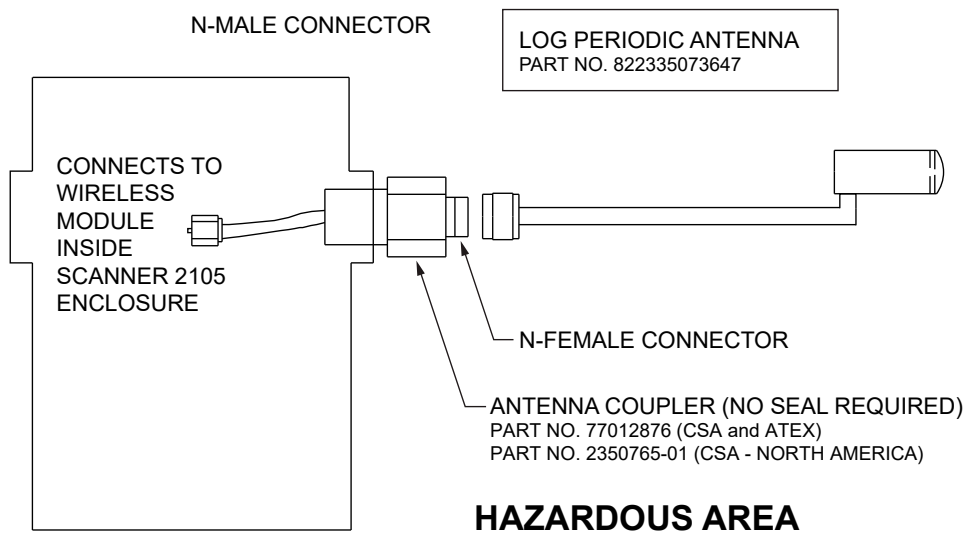 N-MALE CONNECTOR
LOG PERIODIC ANTENNA
PART NO. 822335073647
CONNECTS TO
WIRELESS
MODULE
INSIDE
SCANNER 2105
ENCLOSURE
N-FEMALE CONNECTOR
ANTENNA COUPLER (NO SEAL REQUIRED)
PART NO. 77012876 (CSA and ATEX)
PART NO. 2350765-01 (CSA - NORTH AMERICA)
HAZARDOUS AREA